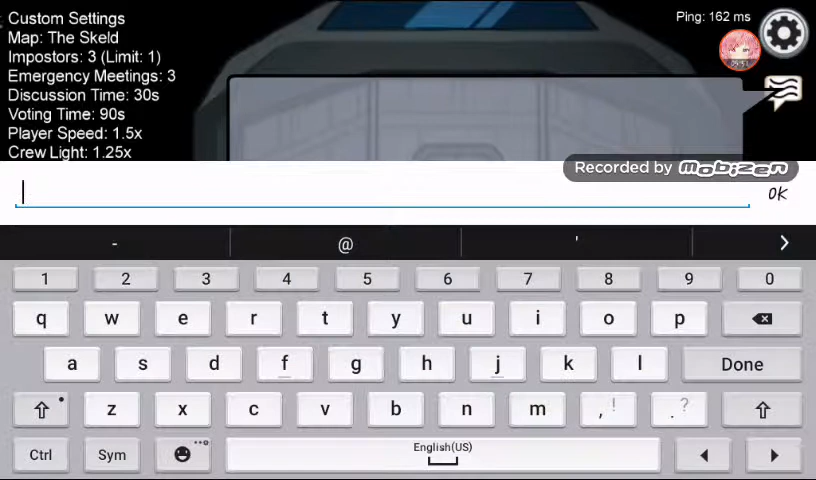 Custom Settings
Map: The Skeld
Impostors: 3 (Limit: 1)
Emergency Meetings: 3
Discussion Time: 30s
Voting Time: 90s
Player Speed: 1.5x
Crew Light: 1.25x
Ping: 162 ms
Recorded by mobizen
OK
- @ '
1 2 3 4 5 6 7 8 9 0
q w e r t y u i o p
a s d f g h j k l Done
z x c v b n m , ! . ?
Ctrl Sym English(US)